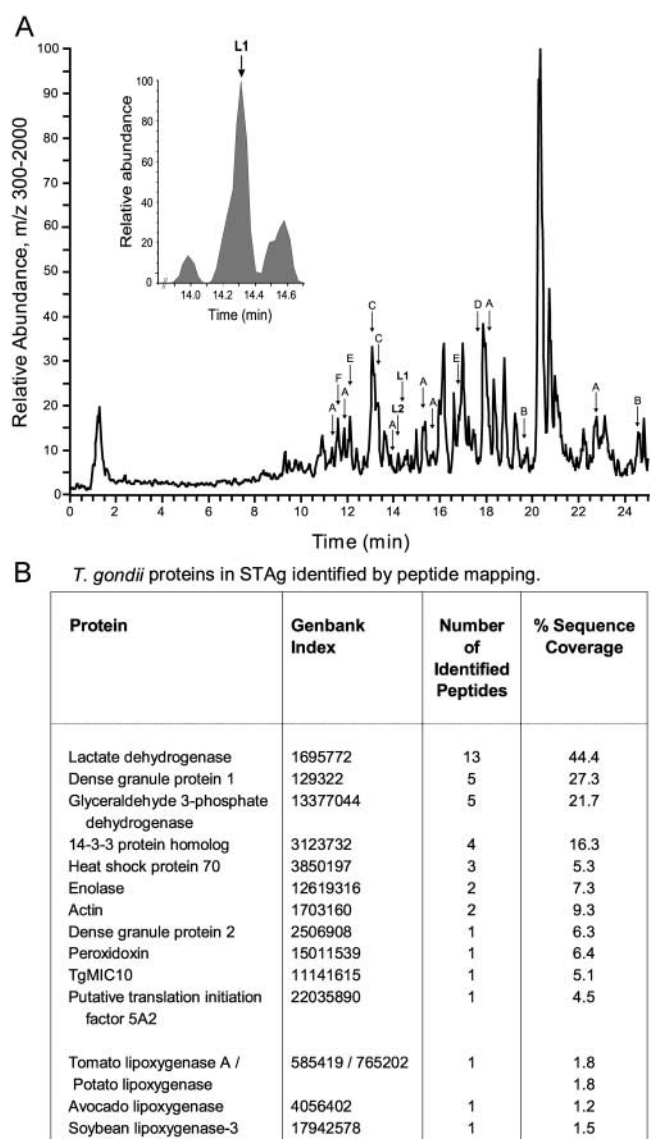 A
L1
100
80
60
40
20
0
Relative abundance
14.0 14.2 14.4 14.6
Time (min)
100
90
80
70
60
50
40
30
20
10
0
Relative Abundance, m/z 300-2000
A F A E C C A L2 L1 A A E D A B A B
0 2 4 6 8 10 12 14 16 18 20 22 24
Time (min)
B T. gondii proteins in STAg identified by peptide mapping.
Protein Genbank Index Number of Identified Peptides % Sequence Coverage
Lactate dehydrogenase 1695772 13 44.4
Dense granule protein 1 129322 5 27.3
Glyceraldehyde 3-phosphate 13377044 5 21.7
dehydrogenase
14-3-3 protein homolog 3123732 4 16.3
Heat shock protein 70 3850197 3 5.3
Enolase 12619316 2 7.3
Actin 1703160 2 9.3
Dense granule protein 2 2506908 1 6.3
Peroxidoxin 15011539 1 6.4
TgMIC10 11141615 1 5.1
Putative translation initiation 22035890 1 4.5
factor 5A2
Tomato lipoxygenase A / 585419 / 765202 1 1.8
Potato lipoxygenase 1.8
Avocado lipoxygenase 4056402 1 1.2
Soybean lipoxygenase-3 17942578 1 1.5